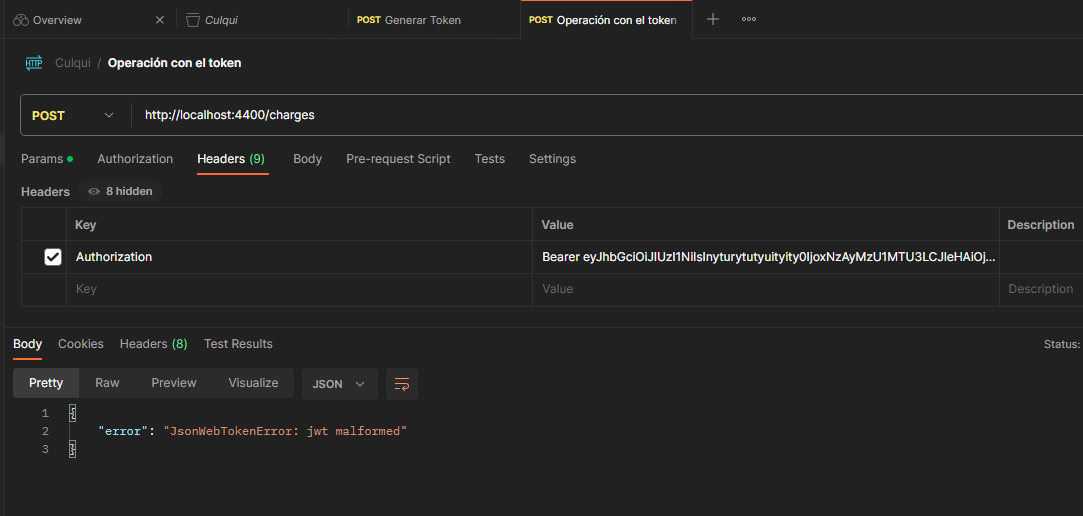 Overview Culqui POST Generar Token POST Operación con el token
HTTP Culqui / Operación con el token
POST http://localhost:4400/charges
Params Authorization Headers (9) Body Pre-request Script Tests Settings
Headers 8 hidden
Key Value Description
Authorization Bearer eyJhbGciOiJIUzI1NiIsInyturytutyuityity0IjoxNzAyMzU1MTU3LCJleHAiOj...
Key Value Description
Body Cookies Headers (8) Test Results Status:
Pretty Raw Preview Visualize JSON
1 {
2 "error": "JsonWebTokenError: jwt malformed"
3 }